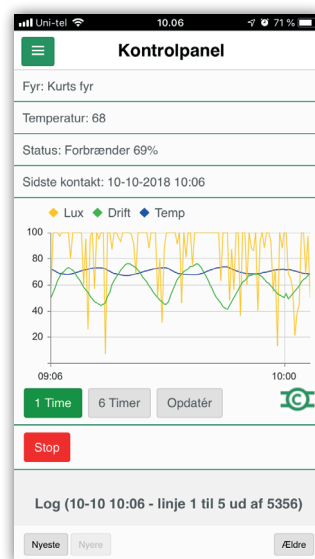 Uni-tel 10.06 71 %
Kontrolpanel
Fyr: Kurts fyr
Temperatur: 68
Status: Forbrænder 69%
Sidste kontakt: 10-10-2018 10:06
Lux Drift Temp
100
80
60
40
20
09:06 10:00
1 Time 6 Timer Opdatér
C
Stop
Log (10-10 10:06 - linje 1 til 5 ud af 5356)
Nyeste Nyere Ældre